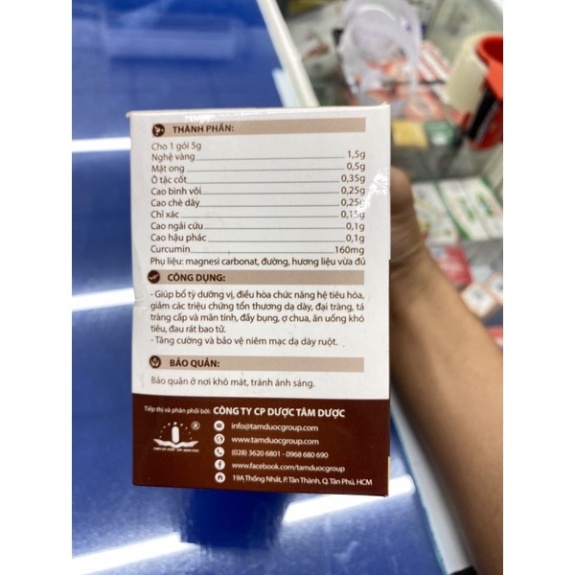 THÀNH PHẦN:
Cho 1 gói 5g
Nghệ vàng 1,5g
Mật ong 0,5g
Ô tặc cốt 0,35g
Cao bình vôi 0,25g
Cao chè dây 0,25g
Chỉ xác 0,15g
Cao ngải cứu 0,1g
Cao hậu phác 0,1g
Curcumin 160mg
Phụ liệu: magnesi carbonat, đường, hương liệu vừa đủ
CÔNG DỤNG:
- Giúp bổ tỳ dưỡng vị, điều hòa chức năng hệ tiêu hóa,
giảm các triệu chứng tổn thương dạ dày, đại tràng, tá
tràng cấp và mãn tính, đầy bụng, ợ chua, ăn uống khó
tiêu, đau rát bao tử.
- Tăng cường và bảo vệ niêm mạc dạ dày ruột.
BẢO QUẢN:
Bảo quản ở nơi khô mát, tránh ánh sáng.
Tiếp thị và phân phối bởi: CÔNG TY CP DƯỢC TÂM DƯỢC
info@tamduocgroup.com
www.tamduocgroup.com
(028) 3620 6801 - 0968 680 690
www.facebook.com/tamduocgroup
19A Thống Nhất, P. Tân Thành, Q. Tân Phú, HCM